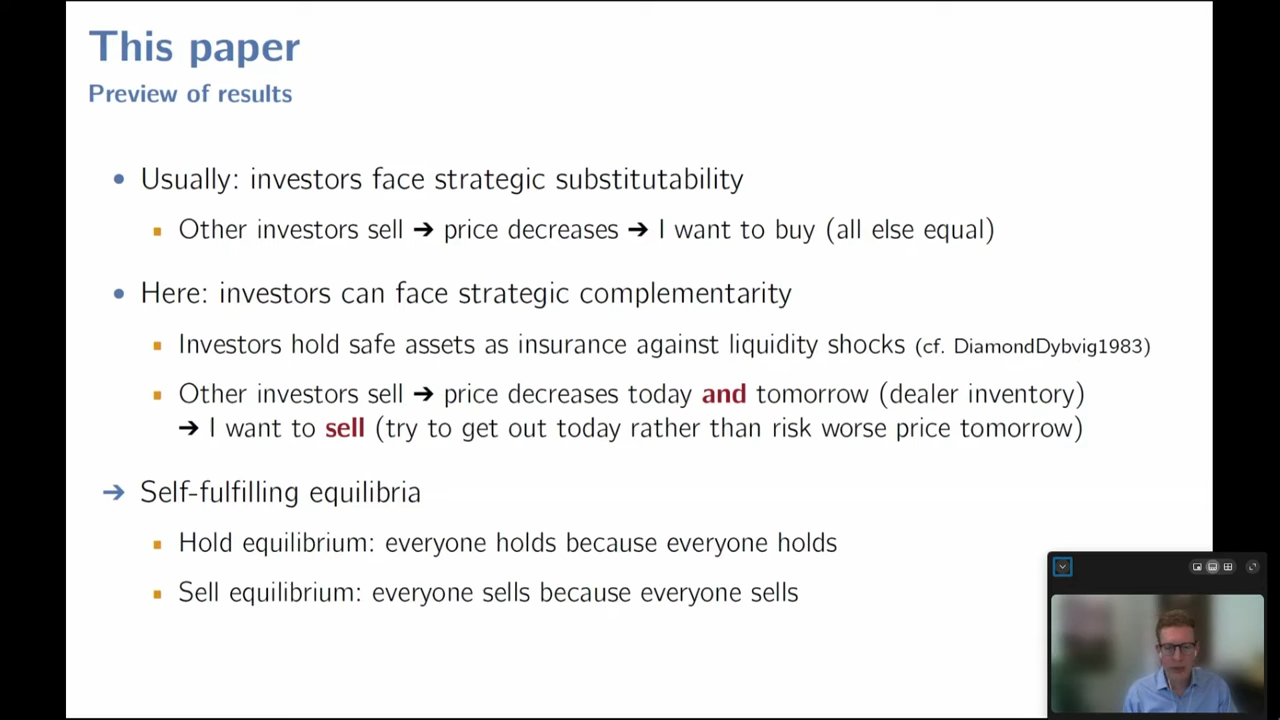 This paper
Preview of results
• Usually: investors face strategic substitutability
▪ Other investors sell ➔ price decreases ➔ I want to buy (all else equal)
• Here: investors can face strategic complementarity
▪ Investors hold safe assets as insurance against liquidity shocks (cf. DiamondDybvig1983)
▪ Other investors sell ➔ price decreases today and tomorrow (dealer inventory)
➔ I want to sell (try to get out today rather than risk worse price tomorrow)
➔ Self-fulfilling equilibria
▪ Hold equilibrium: everyone holds because everyone holds
▪ Sell equilibrium: everyone sells because everyone sells